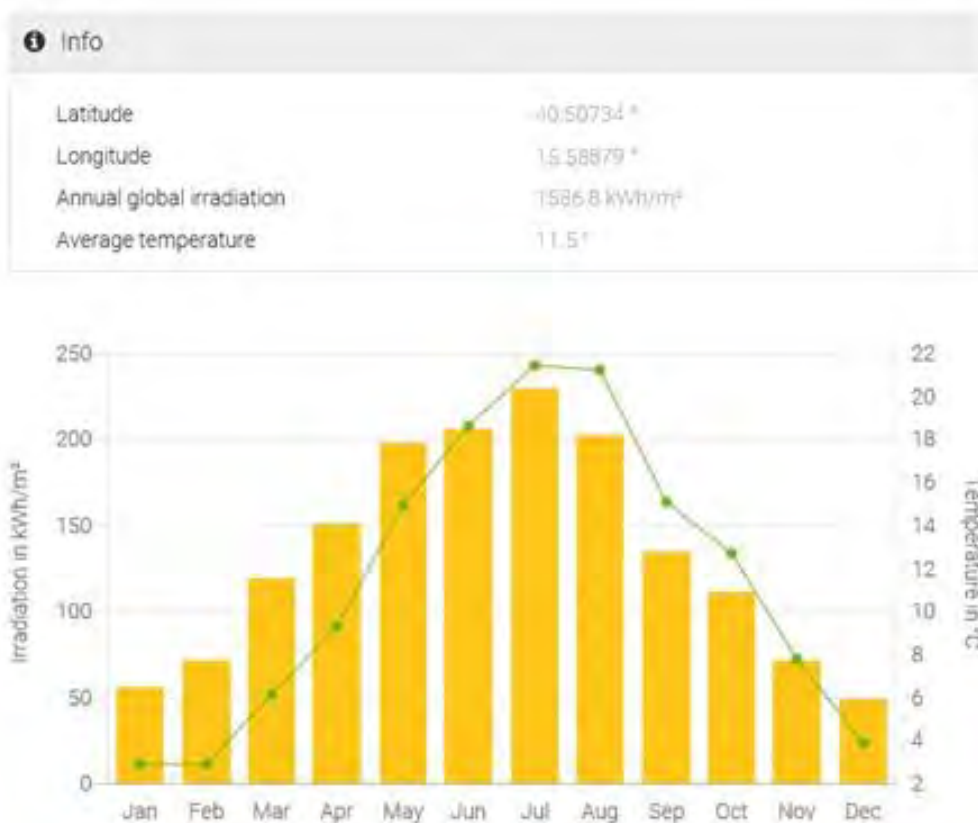 Info
Latitude 40.50734 °
Longitude 15.58879 °
Annual global irradiation kWh/m²
Average temperature 11.5 °
250
200
150
100
50
0
Irradiation in kWh/m²
22
20
18
16
14
12
10
8
6
4
2
Temperature in °C
Jan Feb Mar Apr May Jun Jul Aug Sep Oct Nov Dec